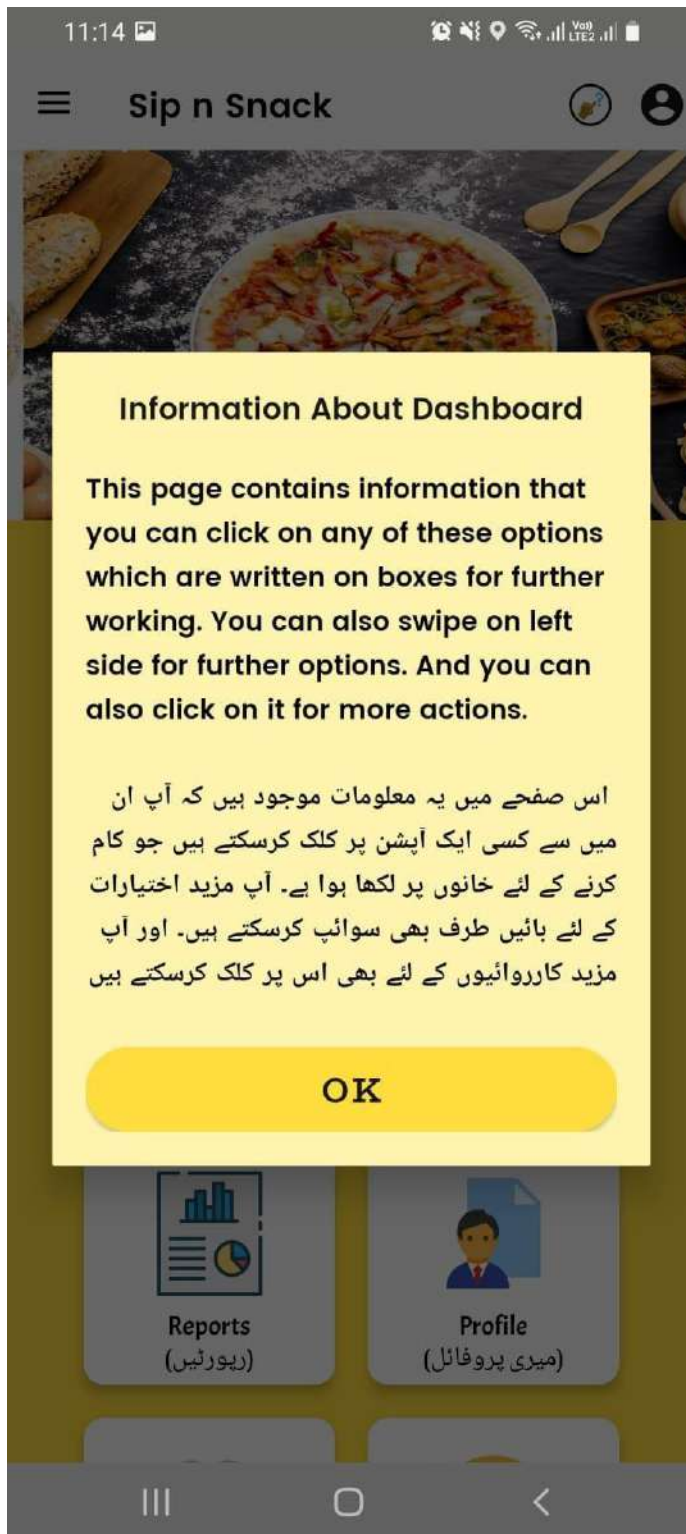 11:14
Vo))
LTE2
Sip n Snack
Information About Dashboard
This page contains information that
you can click on any of these options
which are written on boxes for further
working. You can also swipe on left
side for further options. And you can
also click on it for more actions.
اس صفحے میں یہ معلومات موجود ہیں کہ آپ ان
میں سے کسی ایک آپشن پر کلک کرسکتے ہیں جو کام
کرنے کے لئے خانوں پر لکھا ہوا ہے۔ آپ مزید اختیارات
کے لئے بائیں طرف بھی سوائپ کرسکتے ہیں۔ اور آپ
مزید کارروائیوں کے لئے بھی اس پر کلک کرسکتے ہیں
OK
Reports
(رپورٹیں)
Profile
(میری پروفائل)